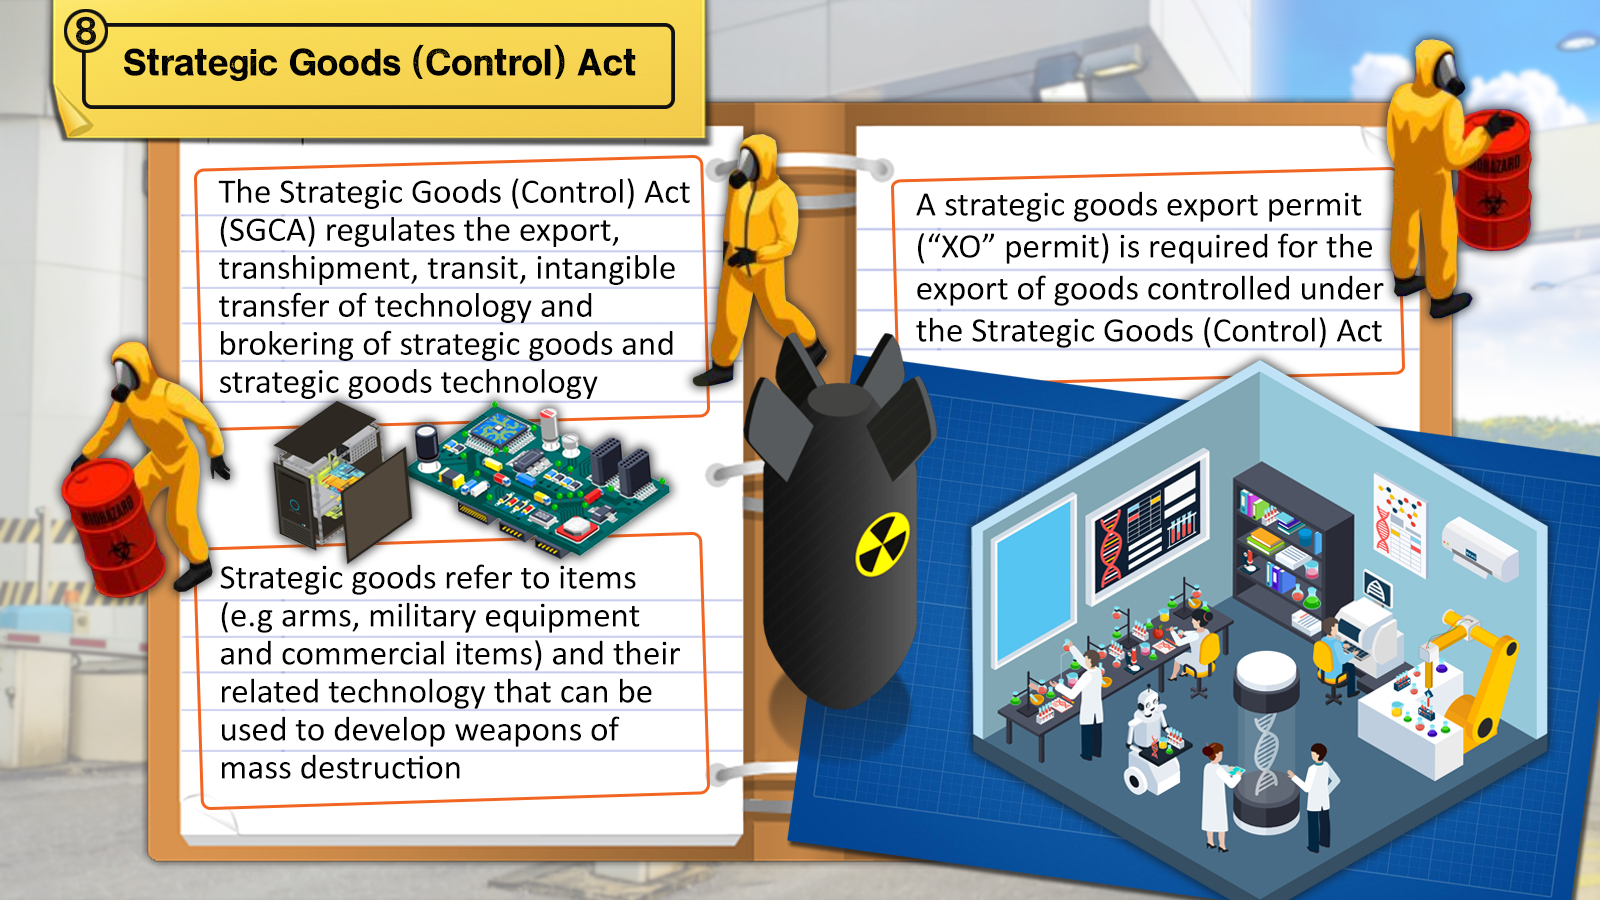 8
Strategic Goods (Control) Act
The Strategic Goods (Control) Act
(SGCA) regulates the export,
transhipment, transit, intangible
transfer of technology and
brokering of strategic goods and
strategic goods technology
Strategic goods refer to items
(e.g arms, military equipment
and commercial items) and their
related technology that can be
used to develop weapons of
mass destruction
A strategic goods export permit
(“XO” permit) is required for the
export of goods controlled under
the Strategic Goods (Control) Act
BIOHAZARD
BIOHAZARD